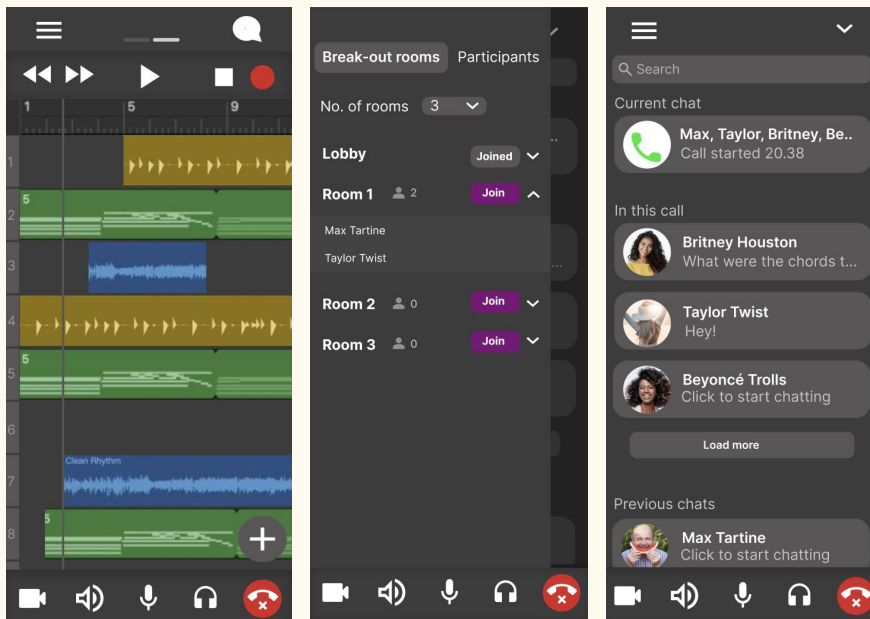 1 5 9
1
5
2
3
4
5
5
6
Clean Rhythm
7
5
8
Break-out rooms Participants
No. of rooms 3
Lobby Joined
Room 1 2 Join
Max Tartine
Taylor Twist
Room 2 0 Join
Room 3 0 Join
Search
Current chat
Max, Taylor, Britney, Be..
Call started 20.38
In this call
Britney Houston
What were the chords t...
Taylor Twist
Hey!
Beyoncé Trolls
Click to start chatting
Load more
Previous chats
Max Tartine
Click to start chatting